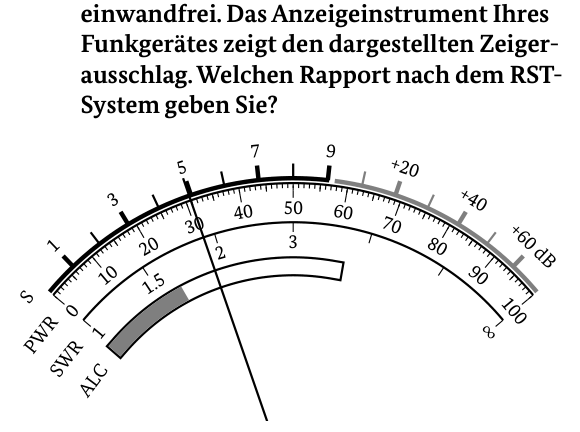 einwandfrei. Das Anzeigeinstrument Ihres
Funkgerätes zeigt den dargestellten Zeiger-
ausschlag. Welchen Rapport nach dem RST-
System geben Sie?
S 1 3 5 7 9 +20 +40 +60 dB
PWR 0 10 20 30 40 50 60 70 80 90 100
SWR 1 1.5 2 3 ∞
ALC